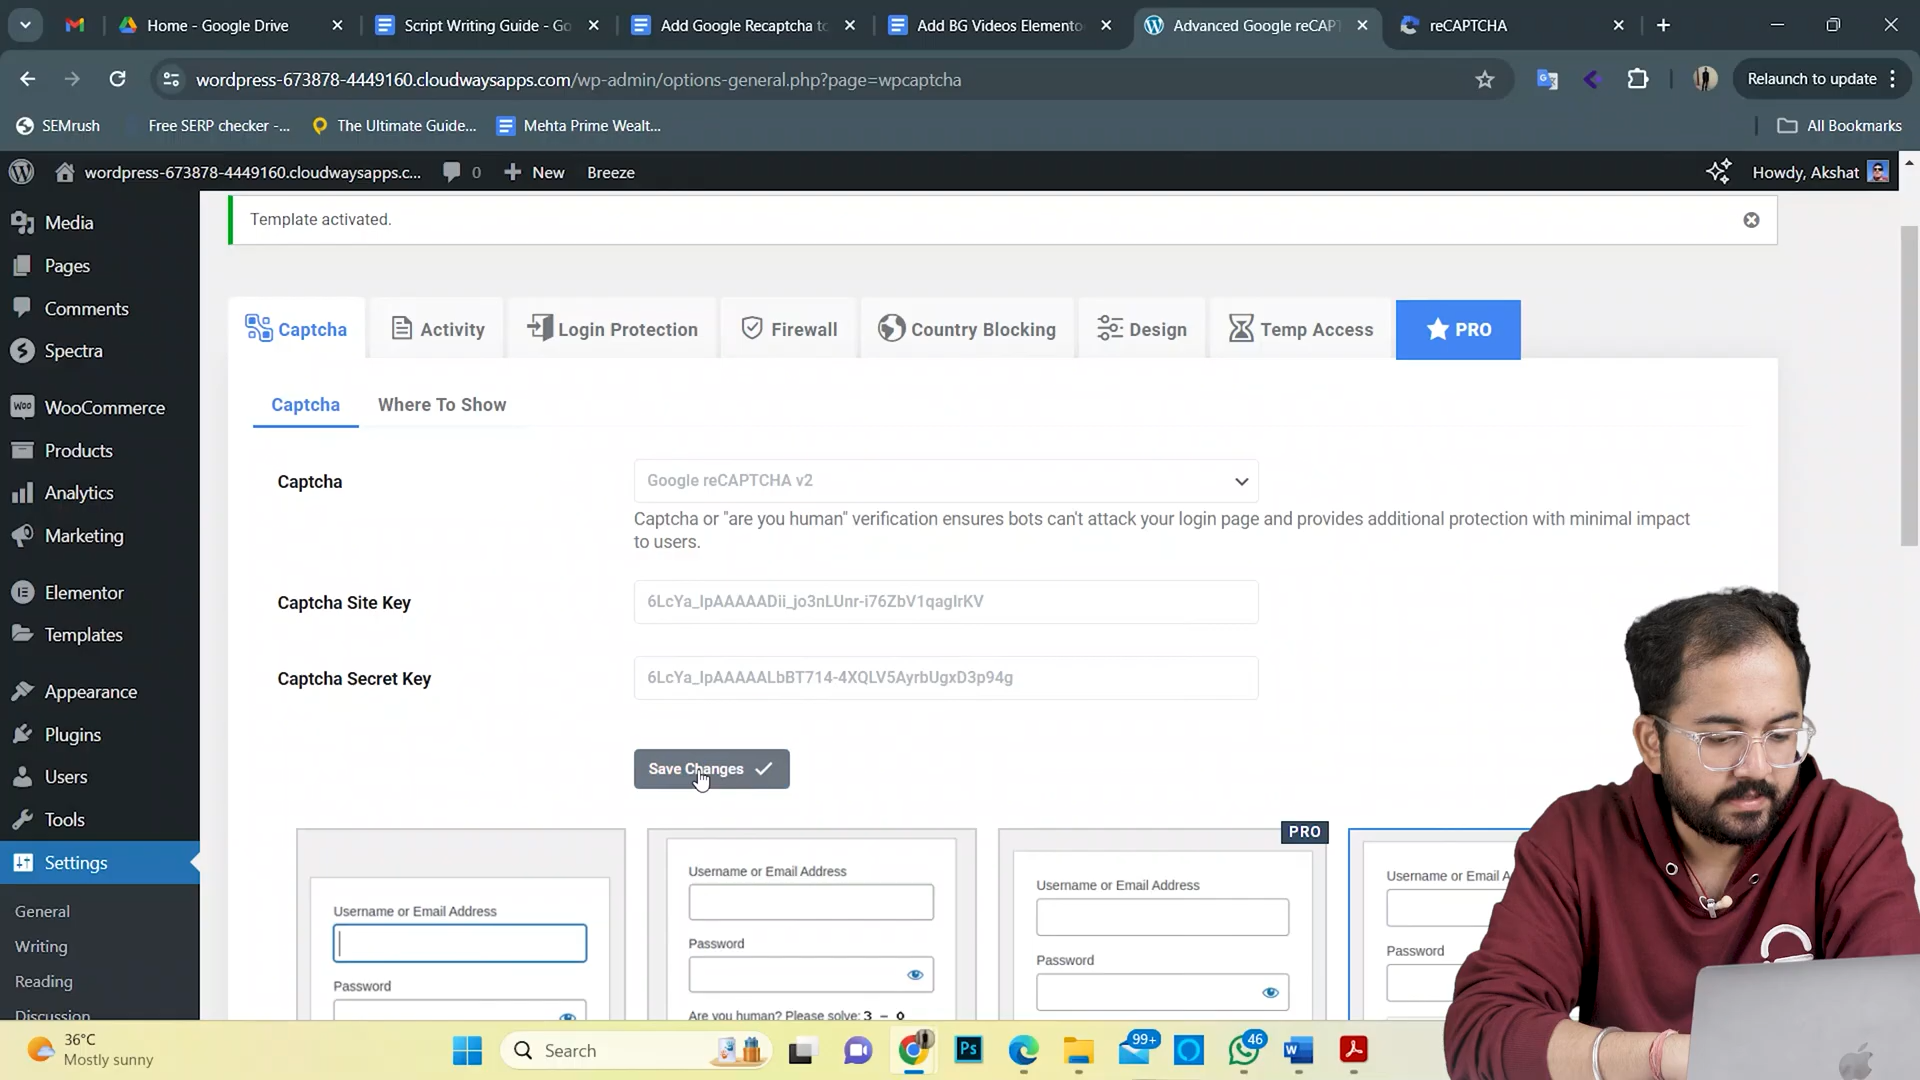 Home - Google Drive
Script Writing Guide - Go
Add Google Recaptcha to
Add BG Videos Elemento
Advanced Google reCAPT
reCAPTCHA
wordpress-673878-4449160.cloudwaysapps.com/wp-admin/options-general.php?page=wpcaptcha
Relaunch to update
SEMrush
Free SERP checker -...
The Ultimate Guide...
Mehta Prime Wealt...
All Bookmarks
wordpress-673878-4449160.cloudwaysapps.c...
0
New
Breeze
Howdy, Akshat
Media
Pages
Comments
Spectra
WooCommerce
Products
Analytics
Marketing
Elementor
Templates
Appearance
Plugins
Users
Tools
Settings
General
Writing
Reading
Discussion
Template activated.
Captcha
Activity
Login Protection
Firewall
Country Blocking
Design
Temp Access
PRO
Captcha
Where To Show
Captcha
Google reCAPTCHA v2
Captcha or "are you human" verification ensures bots can't attack your login page and provides additional protection with minimal impact
to users.
Captcha Site Key
6LcYa_IpAAAAADii_jo3nLUnr-i76ZbV1qagIrKV
Captcha Secret Key
6LcYa_IpAAAAALbBT714-4XQLV5AyrbUgxD3p94g
Save Changes
Username or Email Address
Password
Username or Email Address
Password
Are you human? Please solve: 3 –
PRO
Username or Email Address
Password
Username or Email A
Password
36°C
Mostly sunny
Search
Ps
99+
46